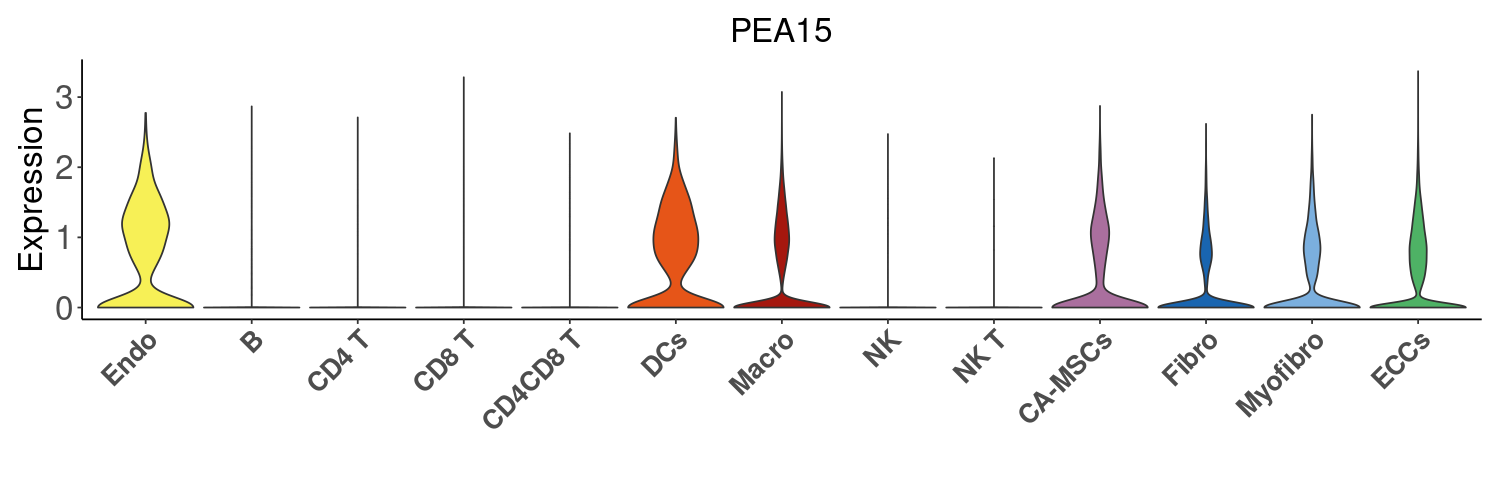 PEA15
Expression
3
2
1
0
Endo
B
CD4 T
CD8 T
CD4CD8 T
DCs
Macro
NK
NK T
CA-MSCs
Fibro
Myofibro
ECCs